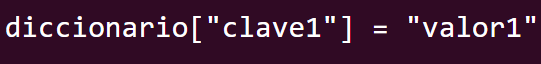 diccionario["clave1"] = "valor1"